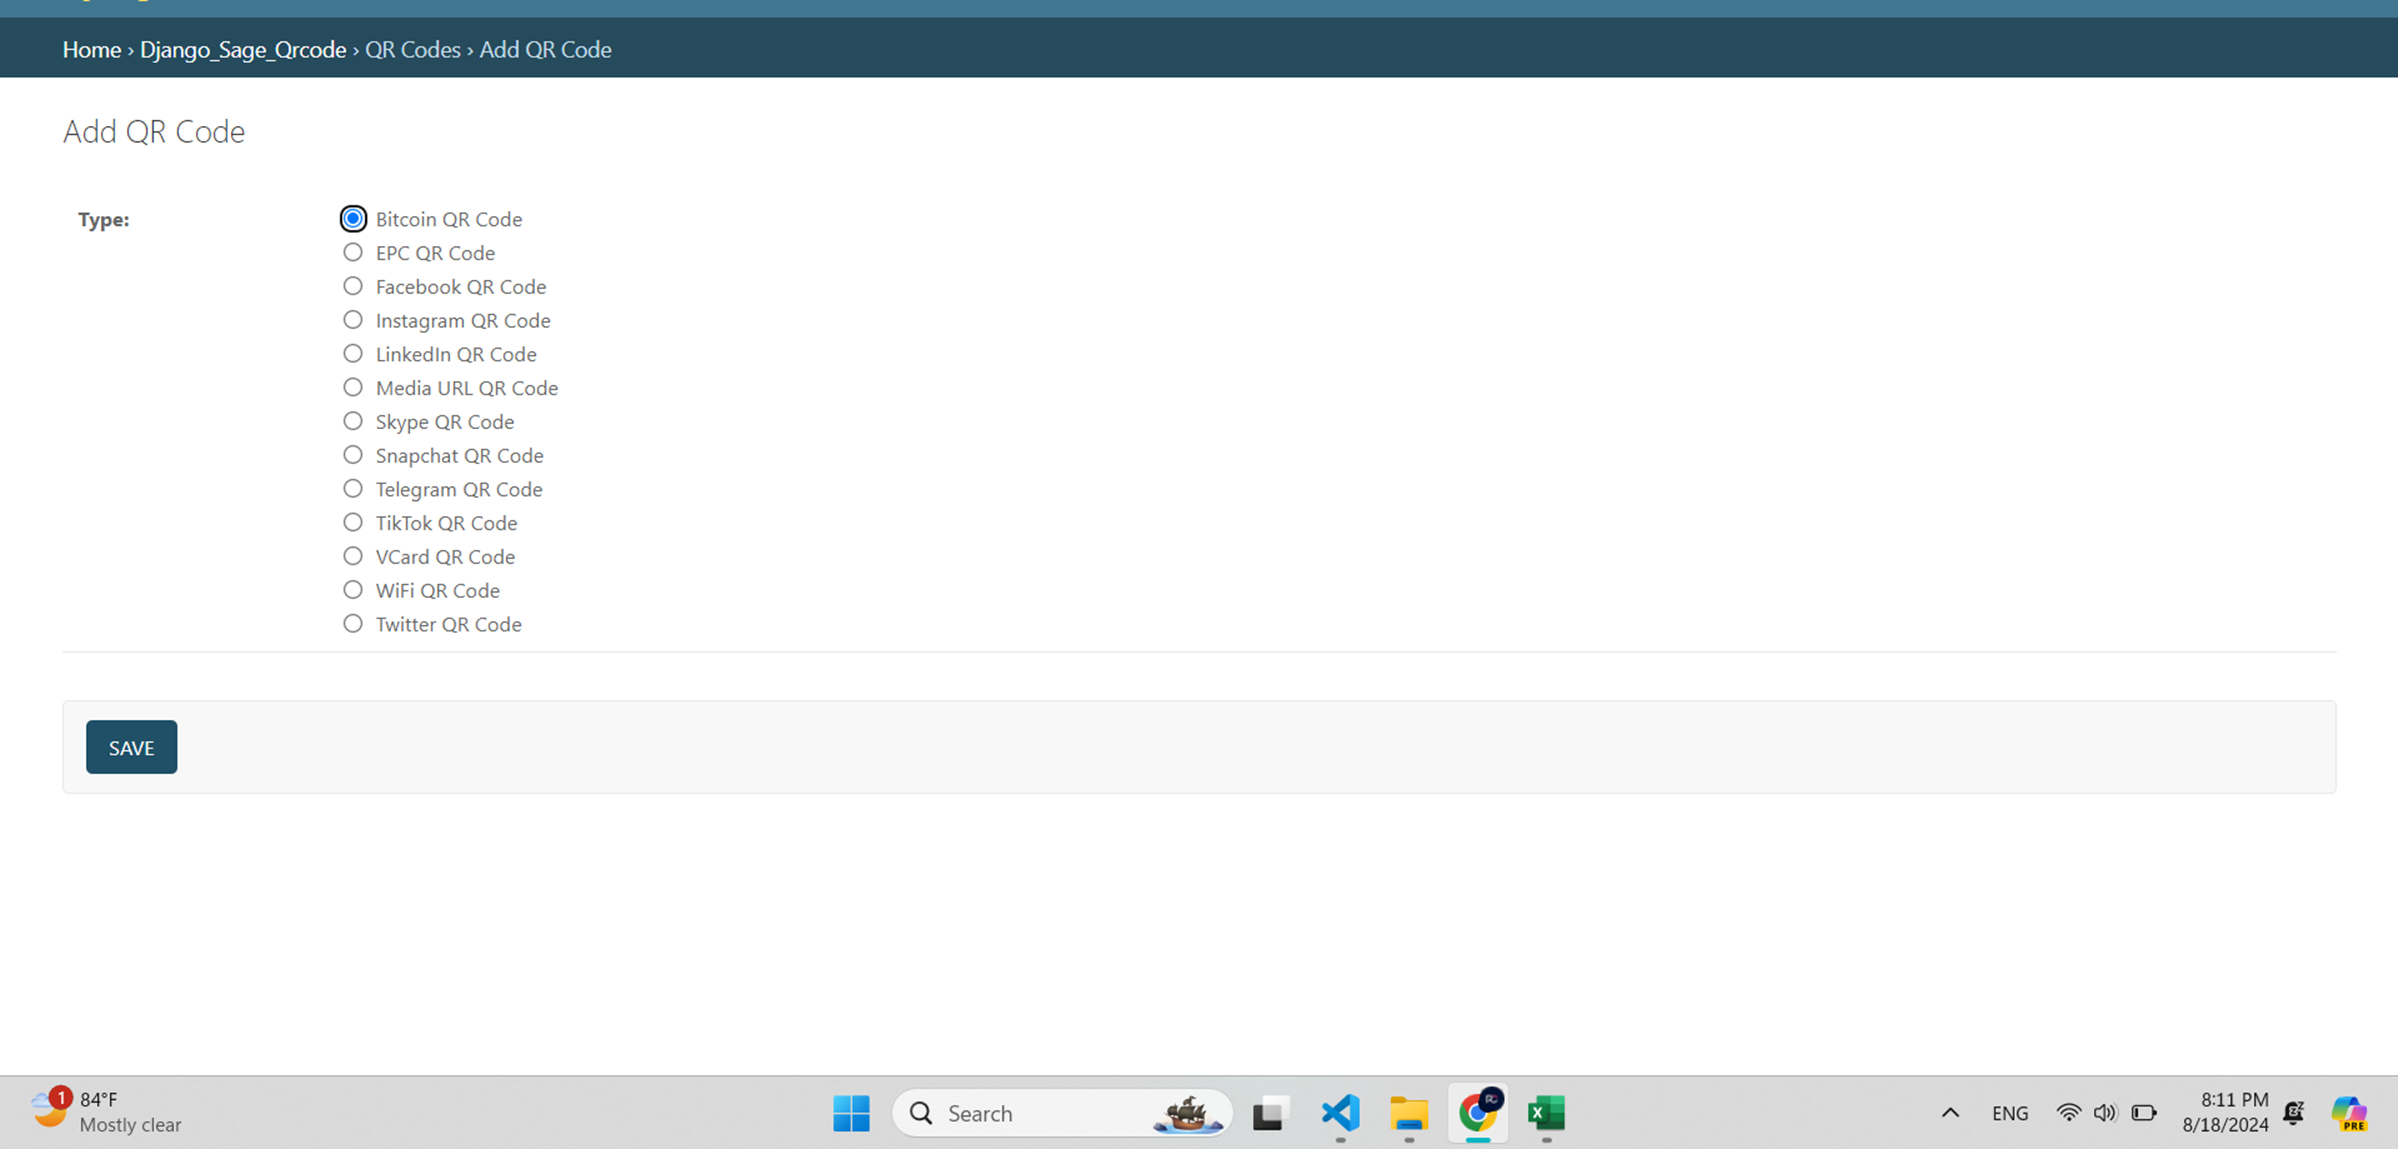 Home › Django_Sage_Qrcode › QR Codes › Add QR Code
Add QR Code
Type:
Bitcoin QR Code
EPC QR Code
Facebook QR Code
Instagram QR Code
LinkedIn QR Code
Media URL QR Code
Skype QR Code
Snapchat QR Code
Telegram QR Code
TikTok QR Code
VCard QR Code
WiFi QR Code
Twitter QR Code
SAVE
1
84°F
Mostly clear
Search
ENG
8:11 PM
8/18/2024
PRE